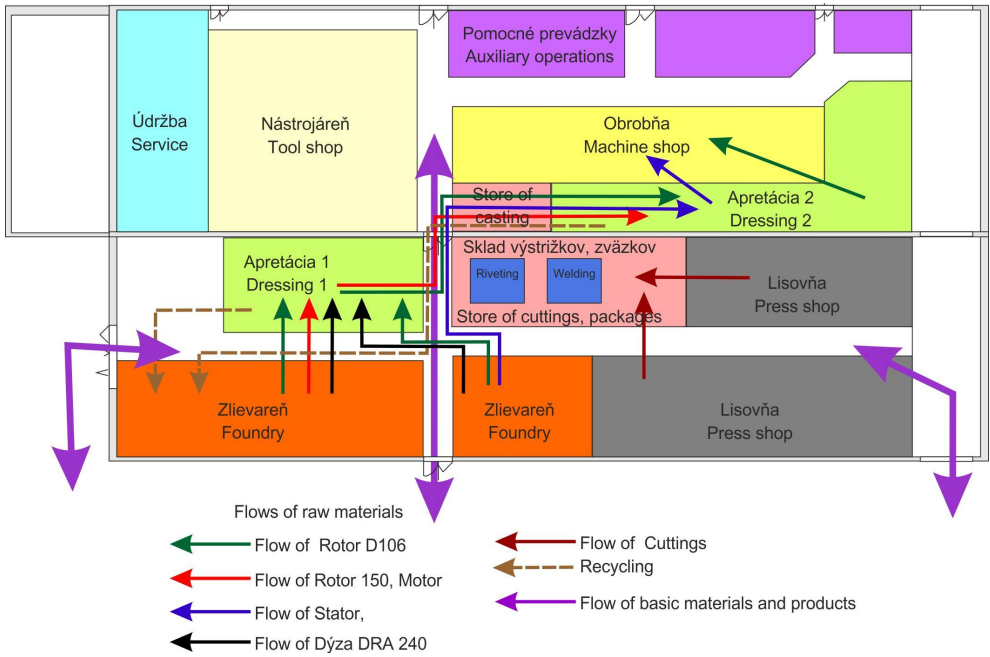 Pomocné prevádzky
Auxiliary operations
Údržba
Service
Nástrojáreň
Tool shop
Obrobňa
Machine shop
Store of
casting
Apretácia 2
Dressing 2
Apretácia 1
Dressing 1
Sklad výstrižkov, zväzkov
Riveting
Welding
Store of cuttings, packages
Lisovňa
Press shop
Zlievareň
Foundry
Zlievareň
Foundry
Lisovňa
Press shop
Flows of raw materials
Flow of Rotor D106
Flow of Rotor 150, Motor
Flow of Stator,
Flow of Dýza DRA 240
Flow of Cuttings
Recycling
Flow of basic materials and products